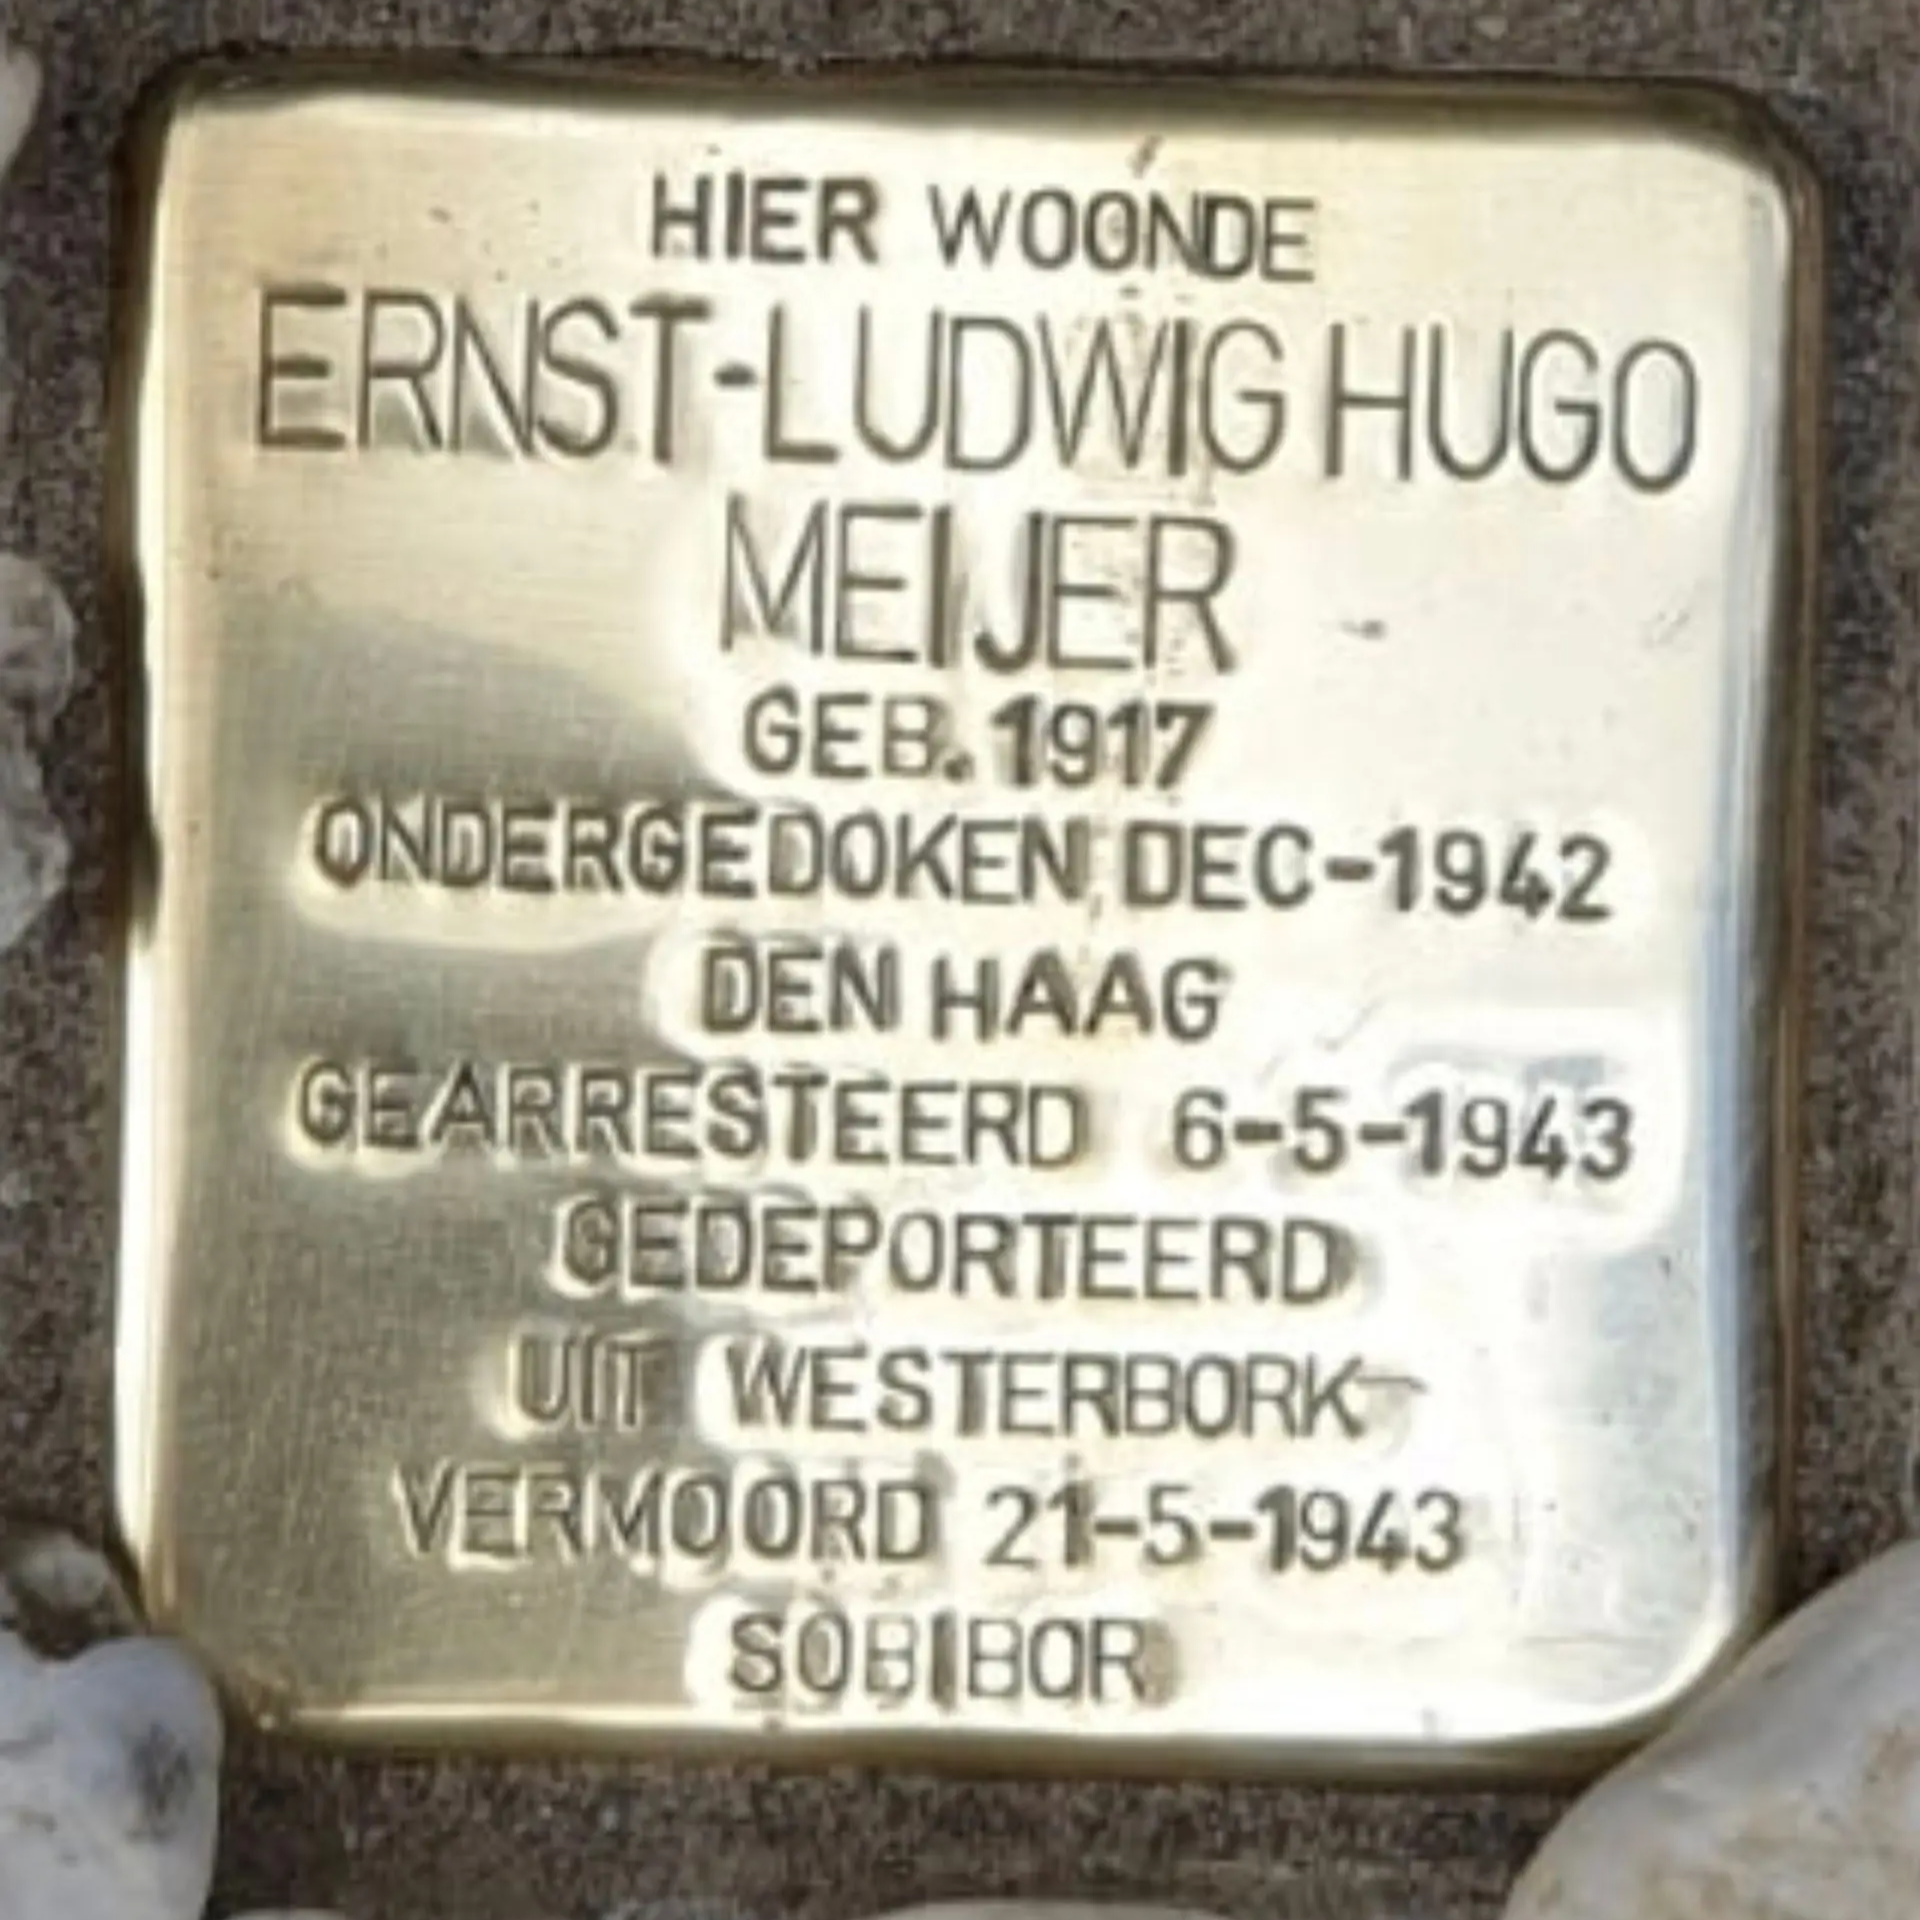 HIER WOONDE
ERNST-LUDWIG HUGO
MEIJER
GEB. 1917
ONDERGEDOKEN DEC-1942
DEN HAAG
GEARRESTEERD 6-5-1943
GEDEPORTEERD
UIT WESTERBORK
VERMOORD 21-5-1943
SOBIBOR